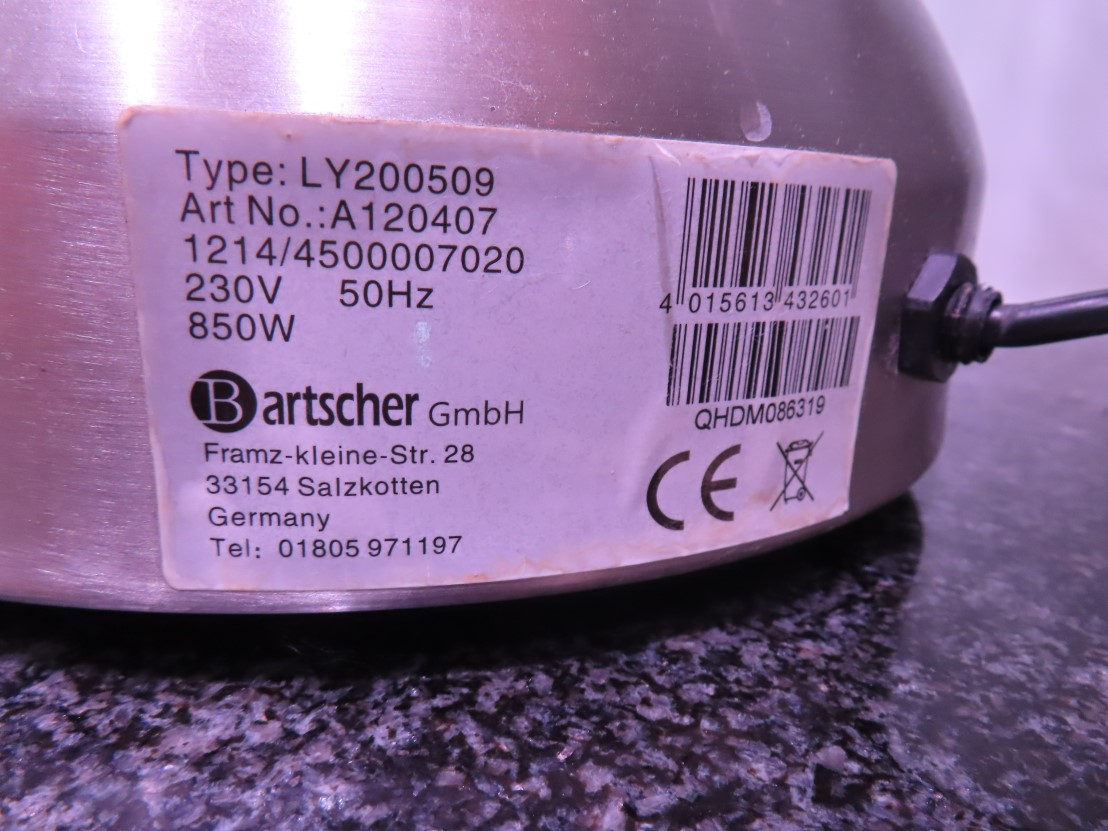 Type: LY200509
Art No.:A120407
1214/4500007020
230V 50Hz
850W
Bartscher GmbH
Framz-kleine-Str. 28
33154 Salzkotten
Germany
Tel: 01805 971197
4 015613 432601
QHDM086319
CE